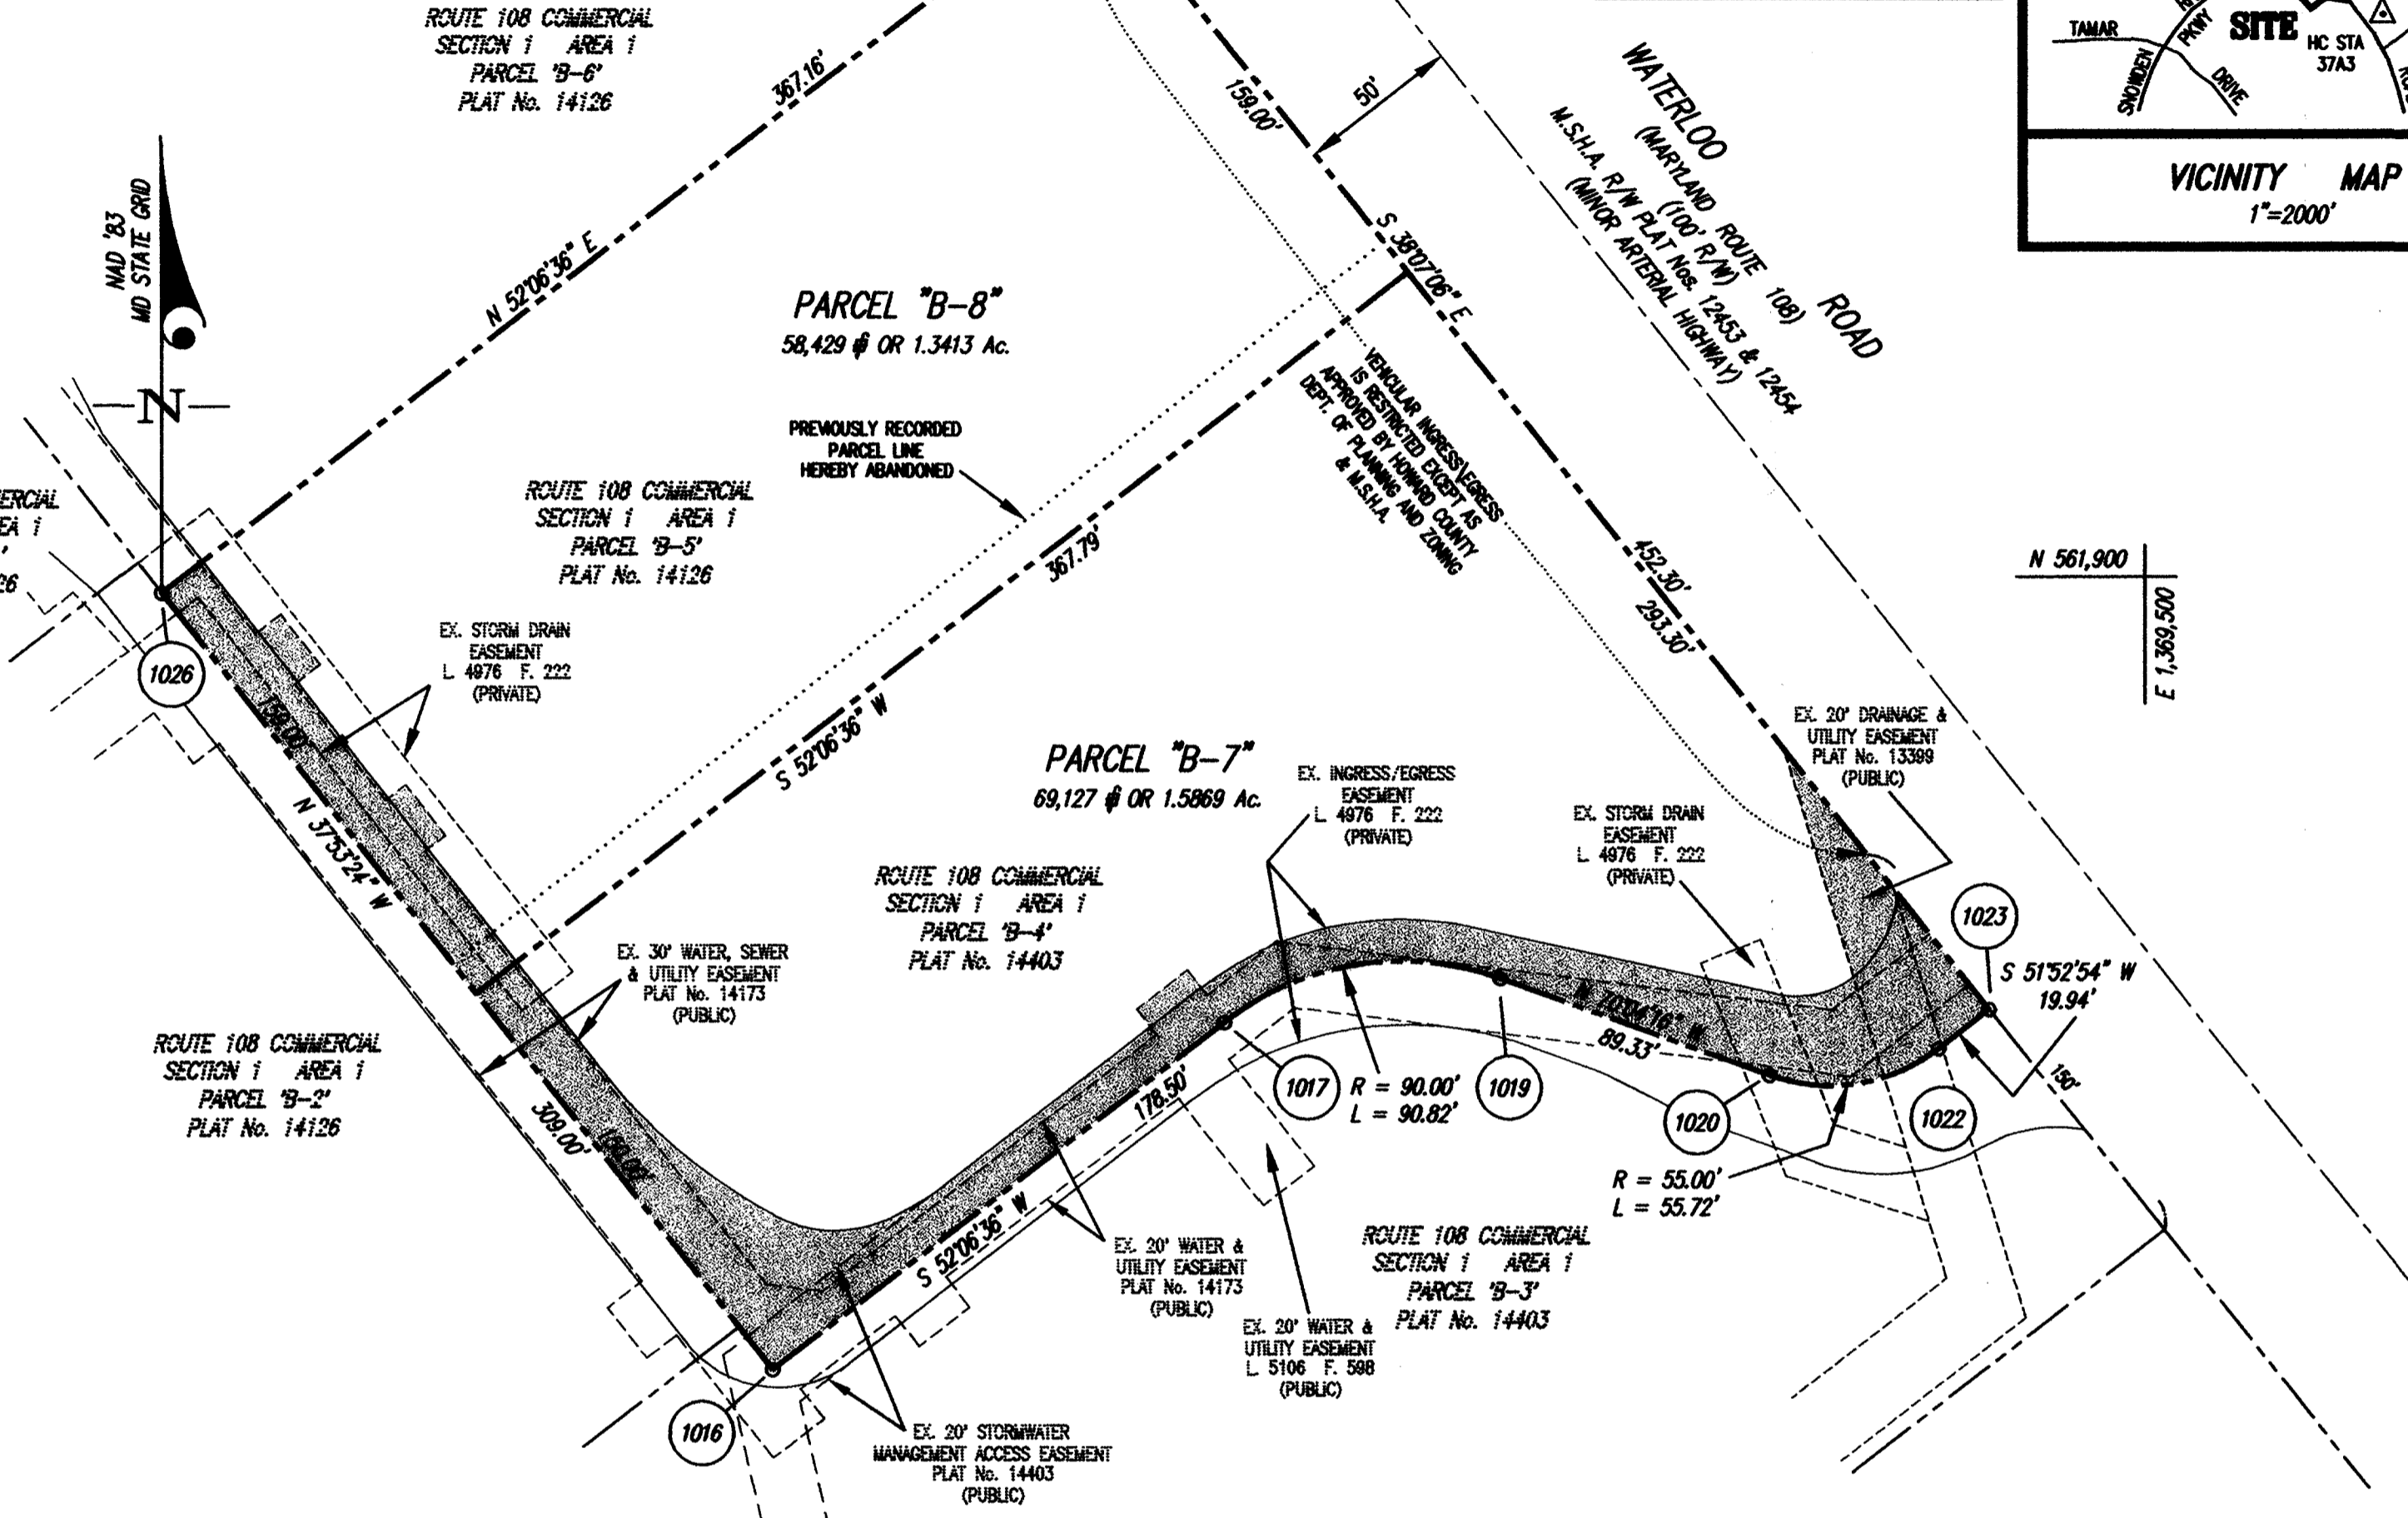 ROUTE 108 COMMERCIAL
SECTION 1 AREA 1
PARCEL 'B-6'
PLAT No. 14126
367.16'
159.00'
50'
WATERLOO ROAD
(MARYLAND ROUTE 108)
(100' R/W)
M.S.H.A. R/W PLAT Nos. 12453 & 12454
(MINOR ARTERIAL HIGHWAY)
TAMAR
DRIVE
SNOWDEN
PKWY
SITE
HC STA
37A3
VICINITY MAP
1"=2000'
NAD '83
MD STATE GRID
N
N 52°06'36" E
S 38°07'06" E
PARCEL "B-8"
58,429 OR 1.3413 Ac.
PREVIOUSLY RECORDED
PARCEL LINE
HEREBY ABANDONED
VEHICULAR INGRESS\EGRESS
IS RESTRICTED EXCEPT AS
APPROVED BY HOWARD COUNTY
DEPT. OF PLANNING AND ZONING
& M.S.H.A.
ERCIAL
EA 1
'
26
ROUTE 108 COMMERCIAL
SECTION 1 AREA 1
PARCEL 'B-5'
PLAT No. 14126
367.79'
S 52°06'36" W
452.30'
293.30'
N 561,900
E 1,369,500
1026
EX. STORM DRAIN
EASEMENT
L. 4976 F. 222
(PRIVATE)
159.00'
N 37°53'24" W
PARCEL "B-7"
69,127 OR 1.5869 Ac.
EX. INGRESS/EGRESS
EASEMENT
L. 4976 F. 222
(PRIVATE)
EX. STORM DRAIN
EASEMENT
L. 4976 F. 222
(PRIVATE)
EX. 20' DRAINAGE &
UTILITY EASEMENT
PLAT No. 13399
(PUBLIC)
ROUTE 108 COMMERCIAL
SECTION 1 AREA 1
PARCEL 'B-4'
PLAT No. 14403
EX. 30' WATER, SEWER
& UTILITY EASEMENT
PLAT No. 14173
(PUBLIC)
1023
S 51°52'54" W
19.94'
N 70°04'16" W
89.33'
150'
ROUTE 108 COMMERCIAL
SECTION 1 AREA 1
PARCEL 'B-2'
PLAT No. 14126
309.00'
178.50'
1017
R = 90.00'
L = 90.82'
1019
1020
1022
R = 55.00'
L = 55.72'
S 52°06'36" W
EX. 20' WATER &
UTILITY EASEMENT
PLAT No. 14173
(PUBLIC)
ROUTE 108 COMMERCIAL
SECTION 1 AREA 1
PARCEL 'B-3'
PLAT No. 14403
EX. 20' WATER &
UTILITY EASEMENT
L. 5106 F. 598
(PUBLIC)
1016
EX. 20' STORMWATER
MANAGEMENT ACCESS EASEMENT
PLAT No. 14403
(PUBLIC)